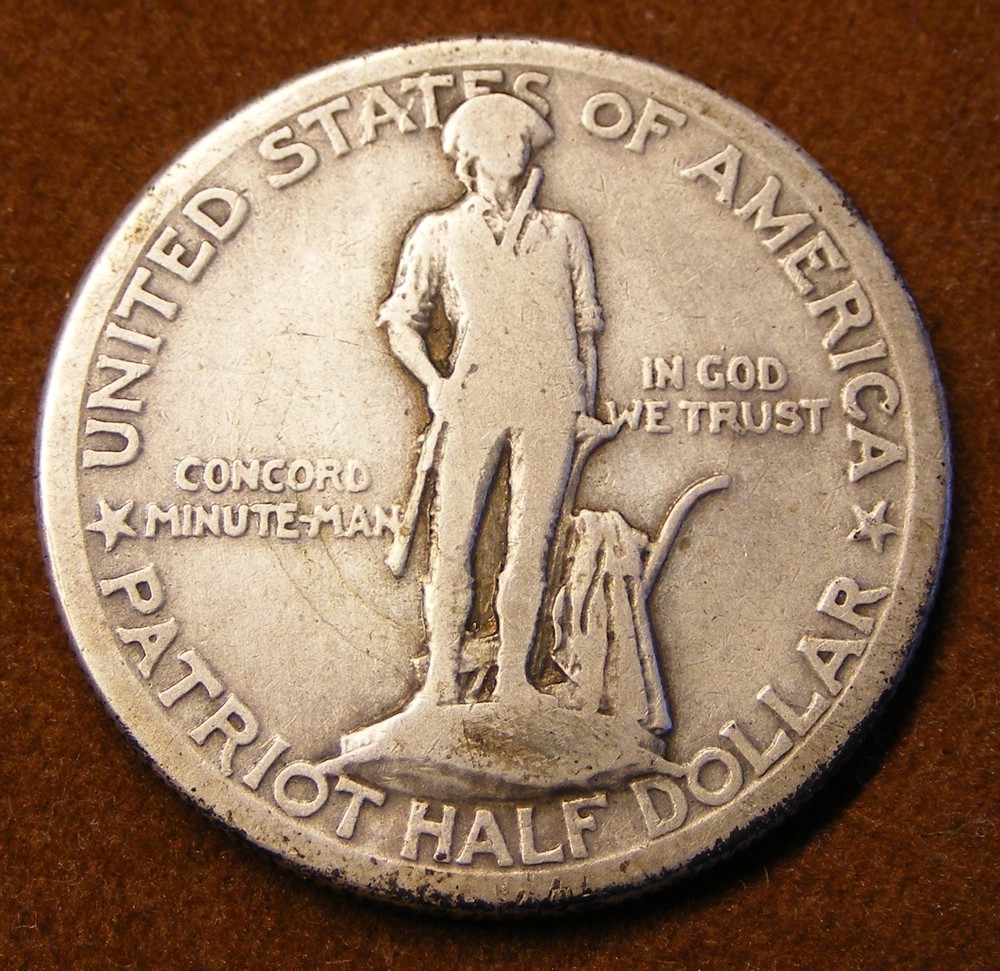 UNITED STATES OF AMERICA
IN GOD
WE TRUST
CONCORD
MINUTE-MAN
PATRIOT HALF DOLLAR